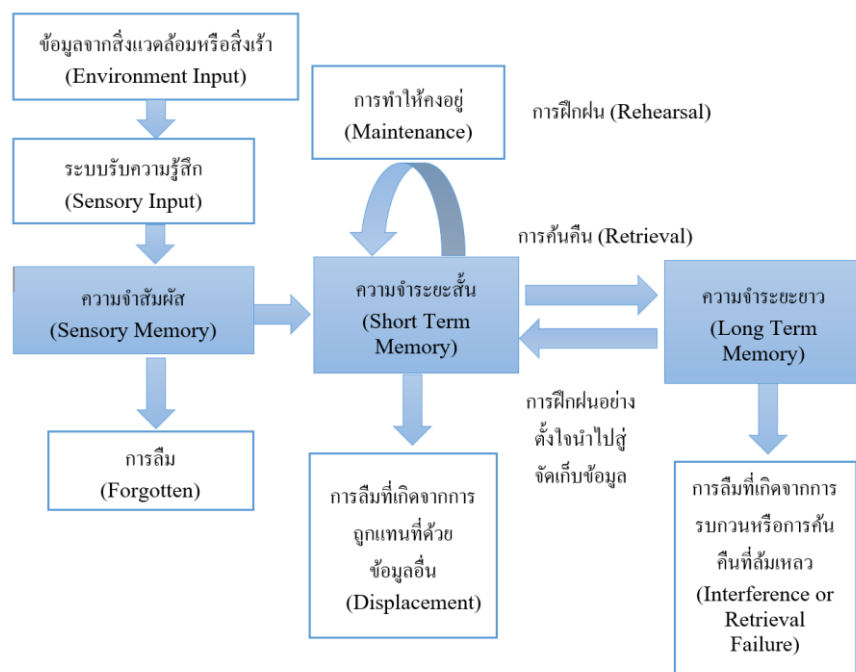 ข้อมูลจากสิ่งแวดล้อมหรือสิ่งเร้า
(Environment Input)
ระบบรับความรู้สึก
(Sensory Input)
ความจำสัมผัส
(Sensory Memory)
การลืม
(Forgotten)
การทำให้คงอยู่
(Maintenance)
การฝึกฝน (Rehearsal)
ความจำระยะสั้น
(Short Term
Memory)
การลืมที่เกิดจากการ
ถูกแทนที่ด้วย
ข้อมูลอื่น
(Displacement)
การค้นคืน (Retrieval)
การฝึกฝนอย่าง
ตั้งใจนำไปสู่
จัดเก็บข้อมูล
ความจำระยะยาว
(Long Term
Memory)
การลืมที่เกิดจากการ
รบกวนหรือการค้น
คืนที่ล้มเหลว
(Interference or
Retrieval
Failure)